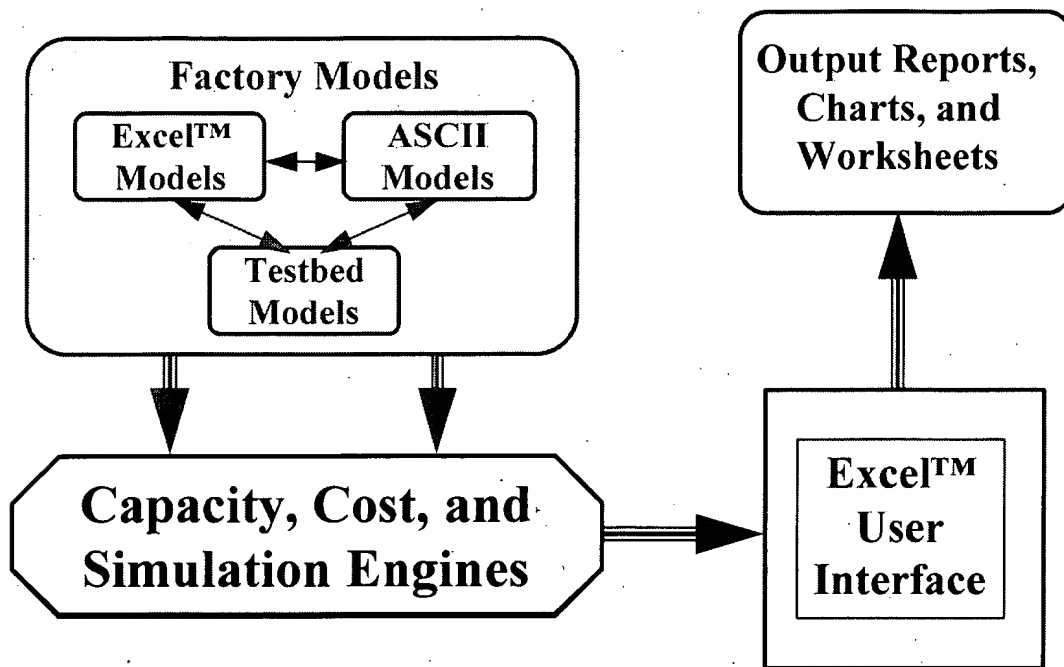 Factory Models
Excel™
Models
ASCII
Models
Testbed
Models
Capacity, Cost, and
Simulation Engines
Excel™
User
Interface
Output Reports,
Charts, and
Worksheets